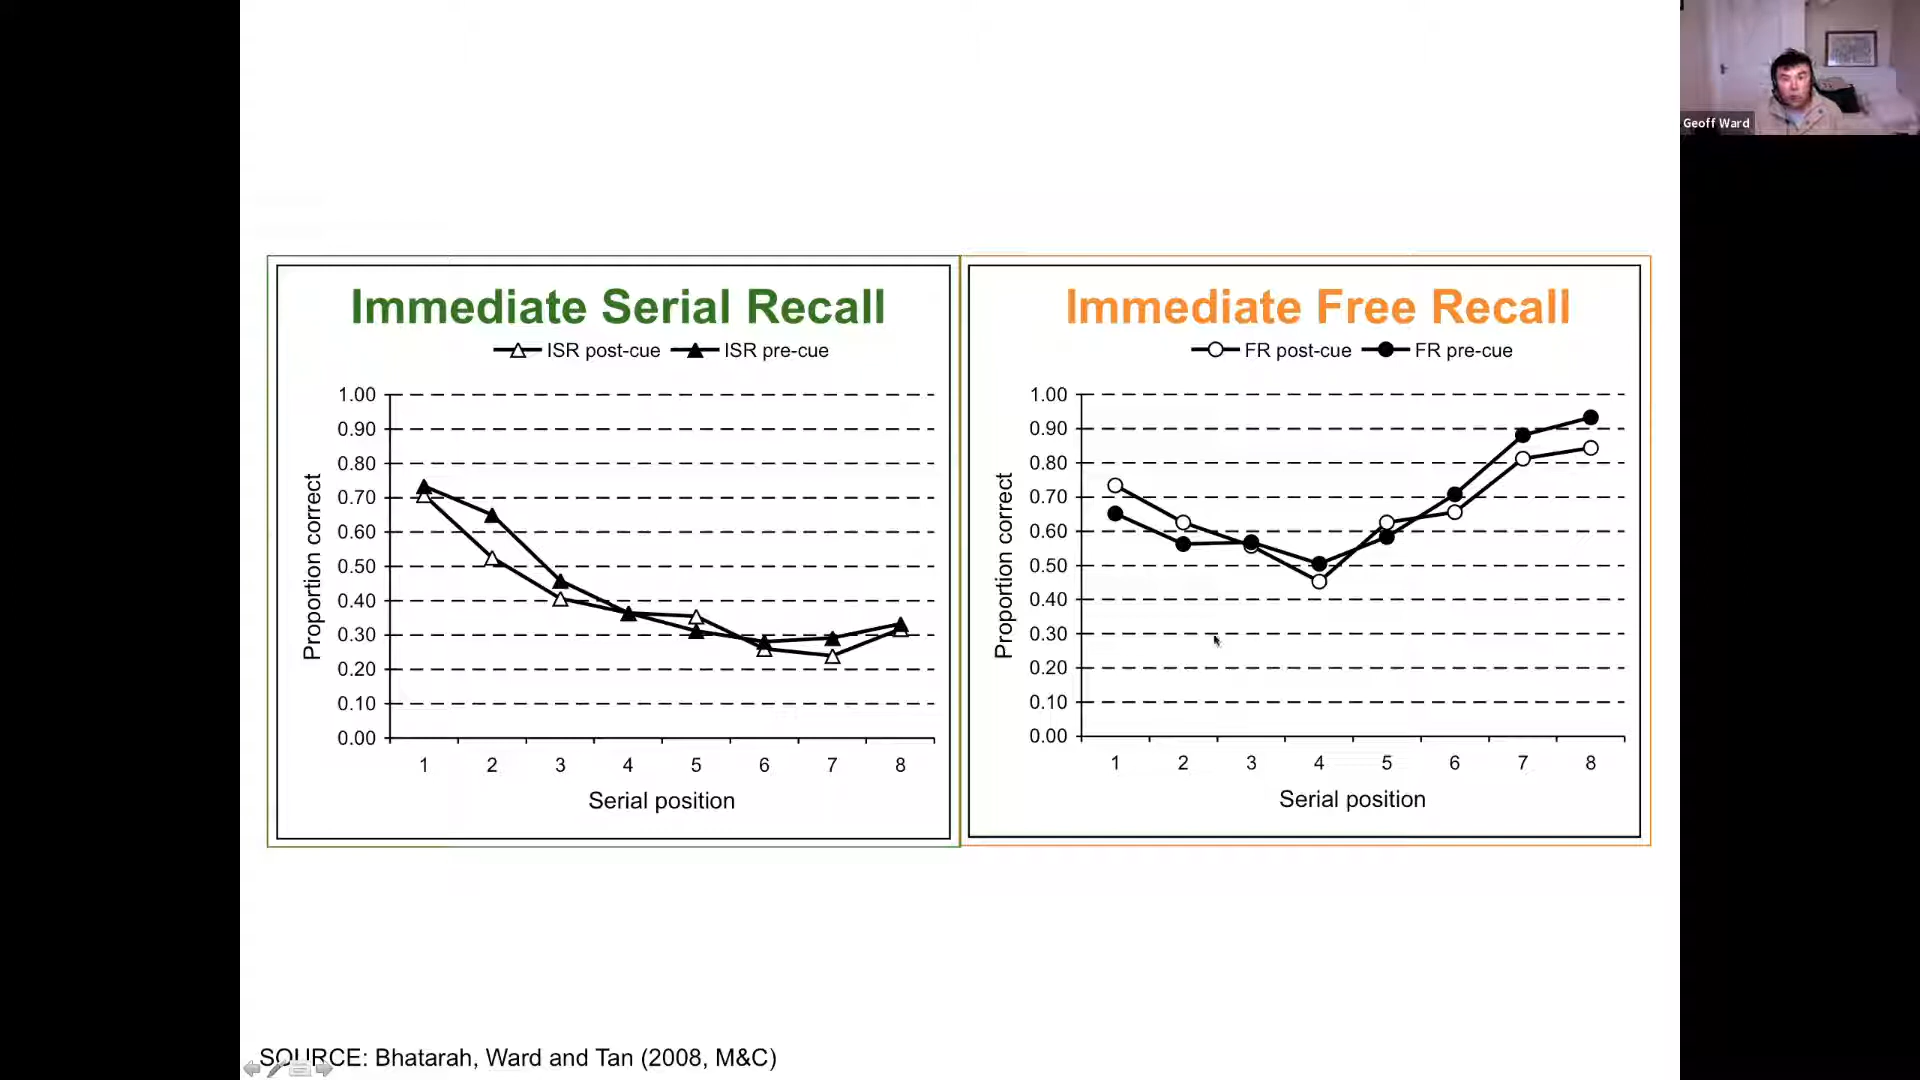 Geoff Ward
Immediate Serial Recall
ISR post-cue ISR pre-cue
1.00
0.90
0.80
0.70
0.60
0.50
0.40
0.30
0.20
0.10
0.00
Proportion correct
1 2 3 4 5 6 7 8
Serial position
Immediate Free Recall
FR post-cue FR pre-cue
1.00
0.90
0.80
0.70
0.60
0.50
0.40
0.30
0.20
0.10
0.00
Proportion correct
1 2 3 4 5 6 7 8
Serial position
SOURCE: Bhatarah, Ward and Tan (2008, M&C)